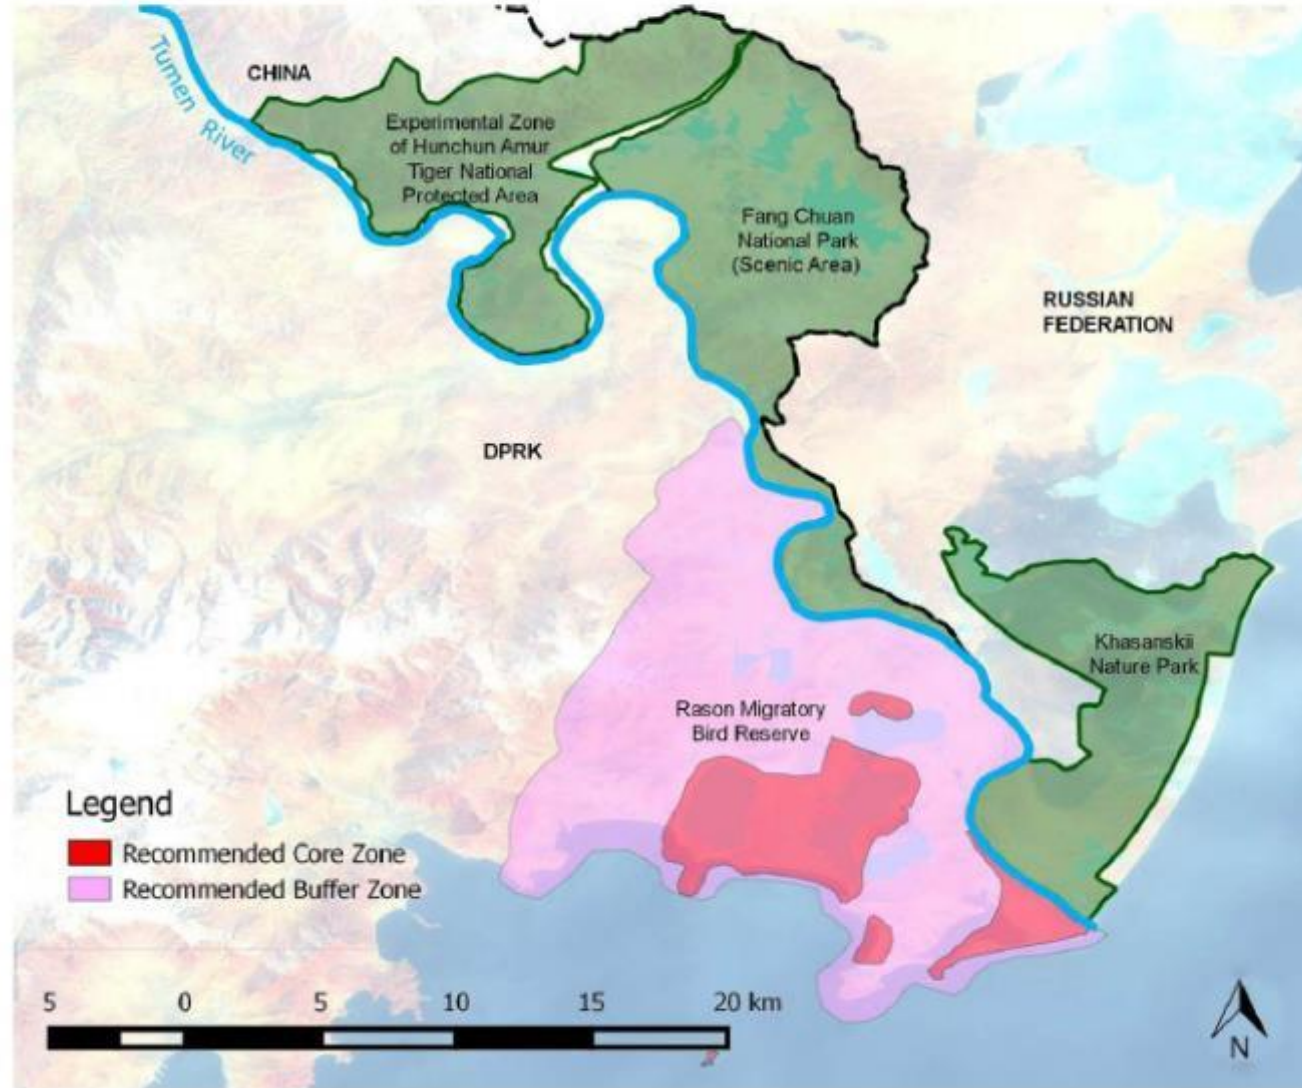 Tumen River
CHINA
Experimental Zone
of Hunchun Amur
Tiger National
Protected Area
Fang Chuan
National Park
(Scenic Area)
RUSSIAN
FEDERATION
DPRK
Khasanskii
Nature Park
Rason Migratory
Bird Reserve
Legend
Recommended Core Zone
Recommended Buffer Zone
5 0 5 10 15 20 km
N